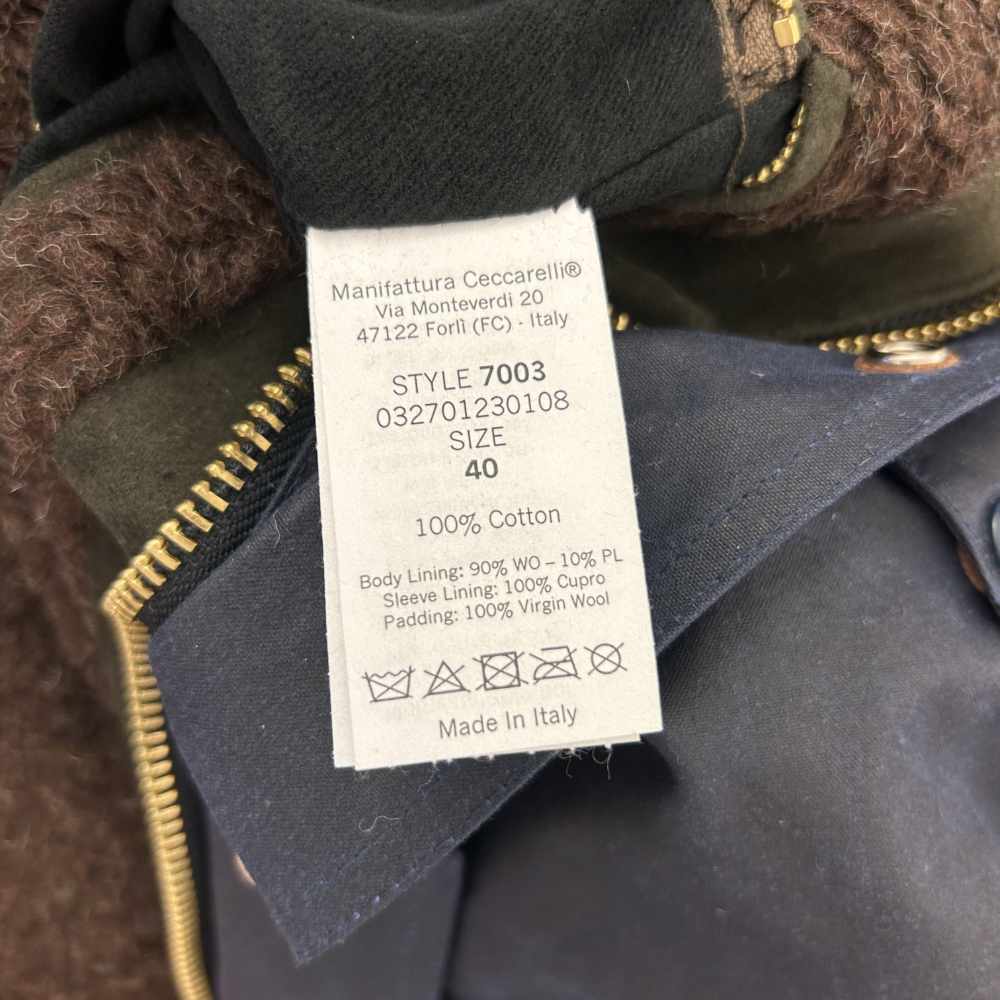 Manifattura Ceccarelli®
Via Monteverdi 20
47122 Forlì (FC) - Italy
STYLE 7003
032701230108
SIZE
40
100% Cotton
Body Lining: 90% WO – 10% PL
Sleeve Lining: 100% Cupro
Padding: 100% Virgin Wool
Made In Italy